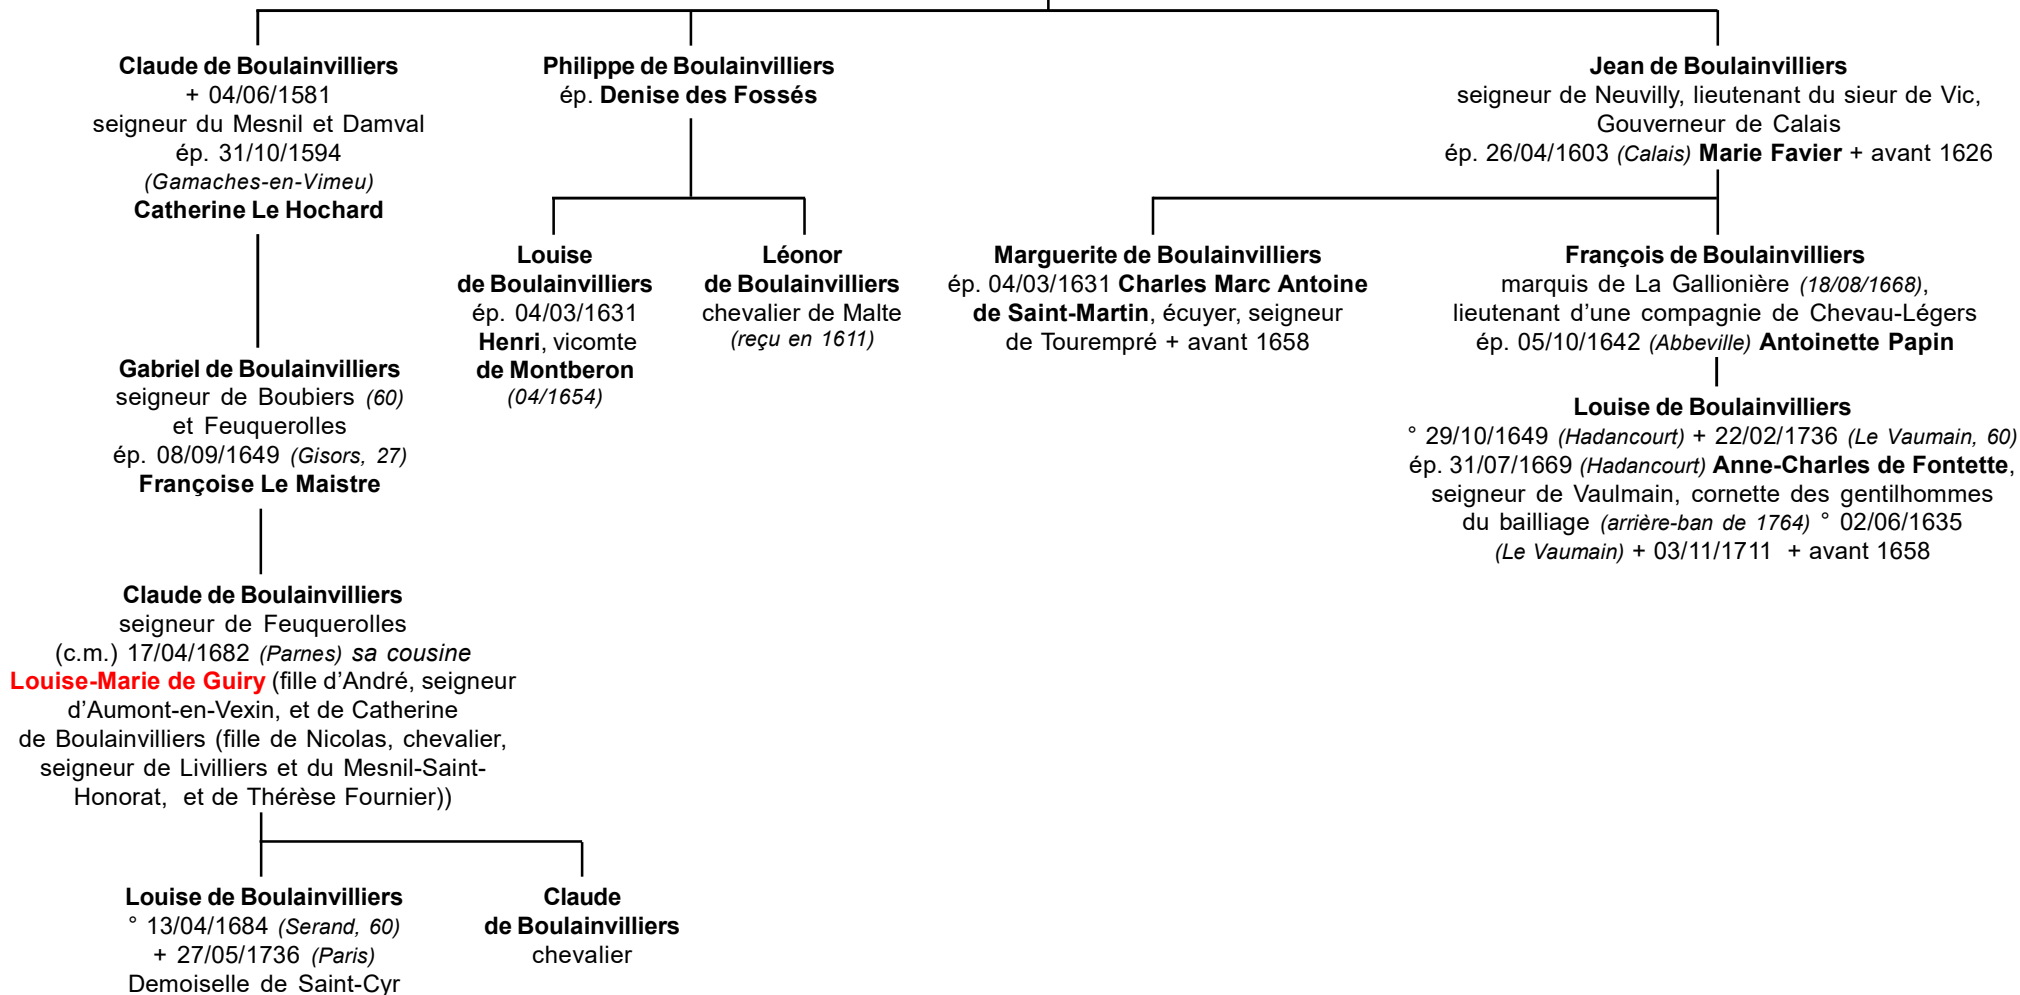 Claude de Boulainvilliers
+ 04/06/1581
seigneur du Mesnil et Damval
ép. 31/10/1594
(Gamaches-en-Vimeu)
Catherine Le Hochard
Philippe de Boulainvilliers
ép. Denise des Fossés
Jean de Boulainvilliers
seigneur de Neuvilly, lieutenant du sieur de Vic,
Gouverneur de Calais
ép. 26/04/1603 (Calais) Marie Favier + avant 1626
Louise
de Boulainvilliers
ép. 04/03/1631
Henri, vicomte
de Montberon
(04/1654)
Léonor
de Boulainvilliers
chevalier de Malte
(reçu en 1611)
Marguerite de Boulainvilliers
ép. 04/03/1631 Charles Marc Antoine
de Saint-Martin, écuyer, seigneur
de Tourempré + avant 1658
François de Boulainvilliers
marquis de La Gallionière (18/08/1668),
lieutenant d'une compagnie de Chevau-Légers
ép. 05/10/1642 (Abbeville) Antoinette Papin
Gabriel de Boulainvilliers
seigneur de Boubiers (60)
et Feuquerolles
ép. 08/09/1649 (Gisors, 27)
Françoise Le Maistre
Louise de Boulainvilliers
° 29/10/1649 (Hadancourt) + 22/02/1736 (Le Vaumain, 60)
ép. 31/07/1669 (Hadancourt) Anne-Charles de Fontette,
seigneur de Vaulmain, cornette des gentilhommes
du bailliage (arrière-ban de 1764) ° 02/06/1635
(Le Vaumain) + 03/11/1711 + avant 1658
Claude de Boulainvilliers
seigneur de Feuquerolles
(c.m.) 17/04/1682 (Parnes) sa cousine
Louise-Marie de Guiry (fille d'André, seigneur
d'Aumont-en-Vexin, et de Catherine
de Boulainvilliers (fille de Nicolas, chevalier,
seigneur de Livilliers et du Mesnil-Saint-
Honorat, et de Thérèse Fournier))
Louise de Boulainvilliers
° 13/04/1684 (Serand, 60)
+ 27/05/1736 (Paris)
Demoiselle de Saint-Cyr
Claude
de Boulainvilliers
chevalier